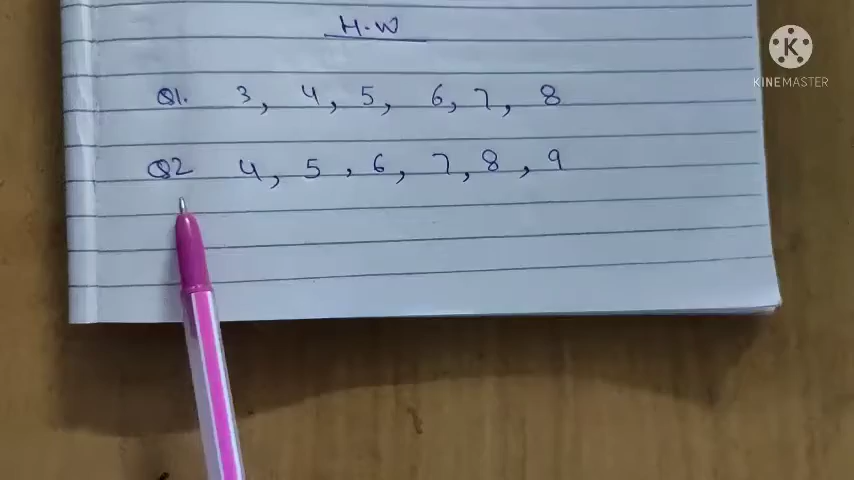 H.W
Q1. 3, 4, 5, 6, 7, 8
Q2 4, 5, 6, 7, 8, 9
K
KINEMASTER